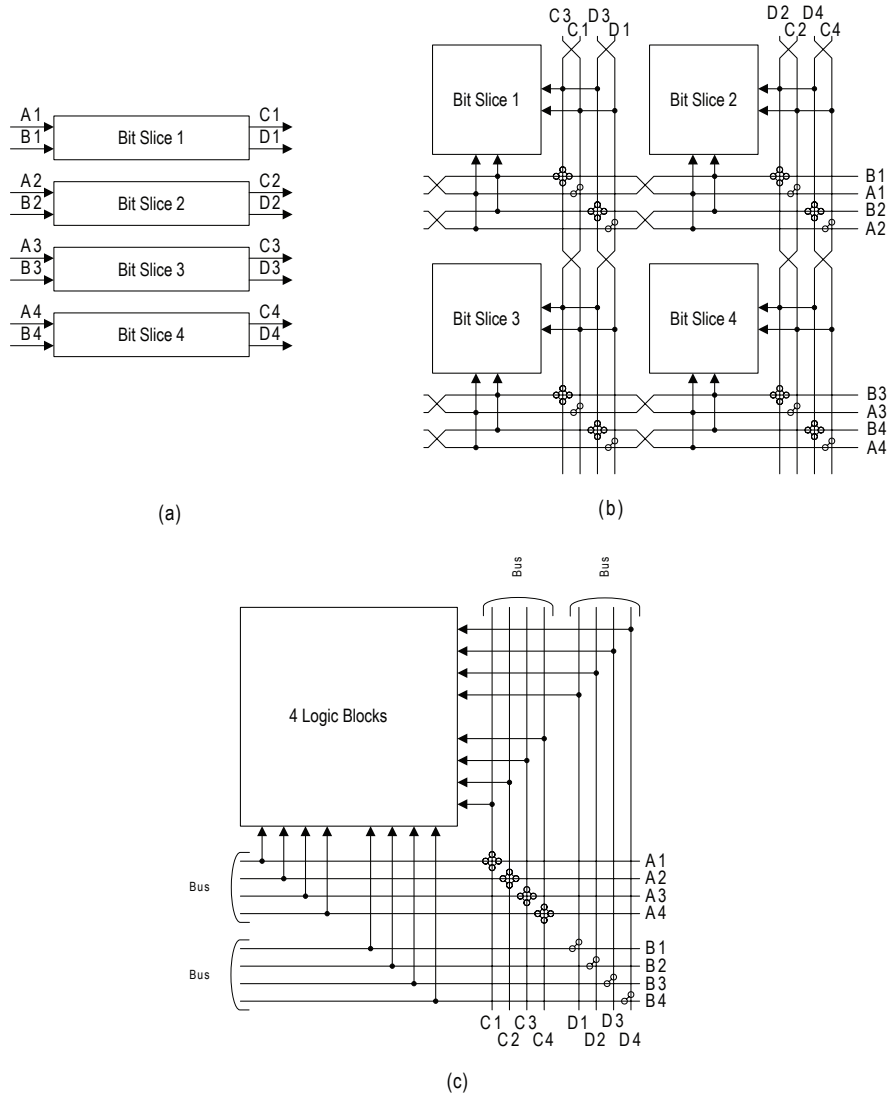 C3 D3
C1 D1
D2 D4
C2 C4
Bit Slice 1
Bit Slice 2
B1
A1
B2
A2
Bit Slice 3
Bit Slice 4
B3
A3
B4
A4
A1
B1
Bit Slice 1
C1
D1
A2
B2
Bit Slice 2
C2
D2
A3
B3
Bit Slice 3
C3
D3
A4
B4
Bit Slice 4
C4
D4
(a)
(b)
Bus
Bus
4 Logic Blocks
Bus
A1
A2
A3
A4
Bus
B1
B2
B3
B4
C1 C3 D1 D3
C2 C4 D2 D4
(c)